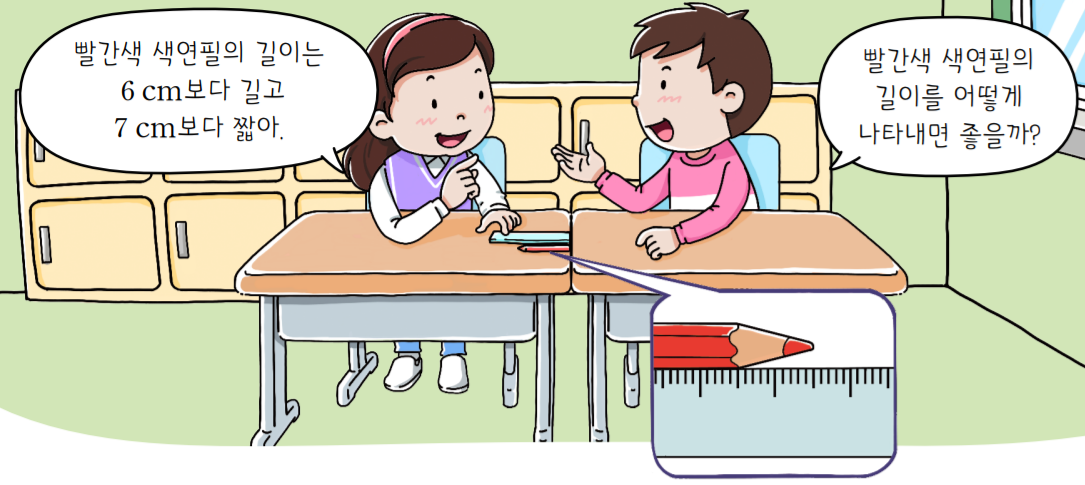 빨간색 색연필의 길이는
6 cm보다 길고
7 cm보다 짧아.
빨간색 색연필의
길이를 어떻게
나타내면 좋을까?